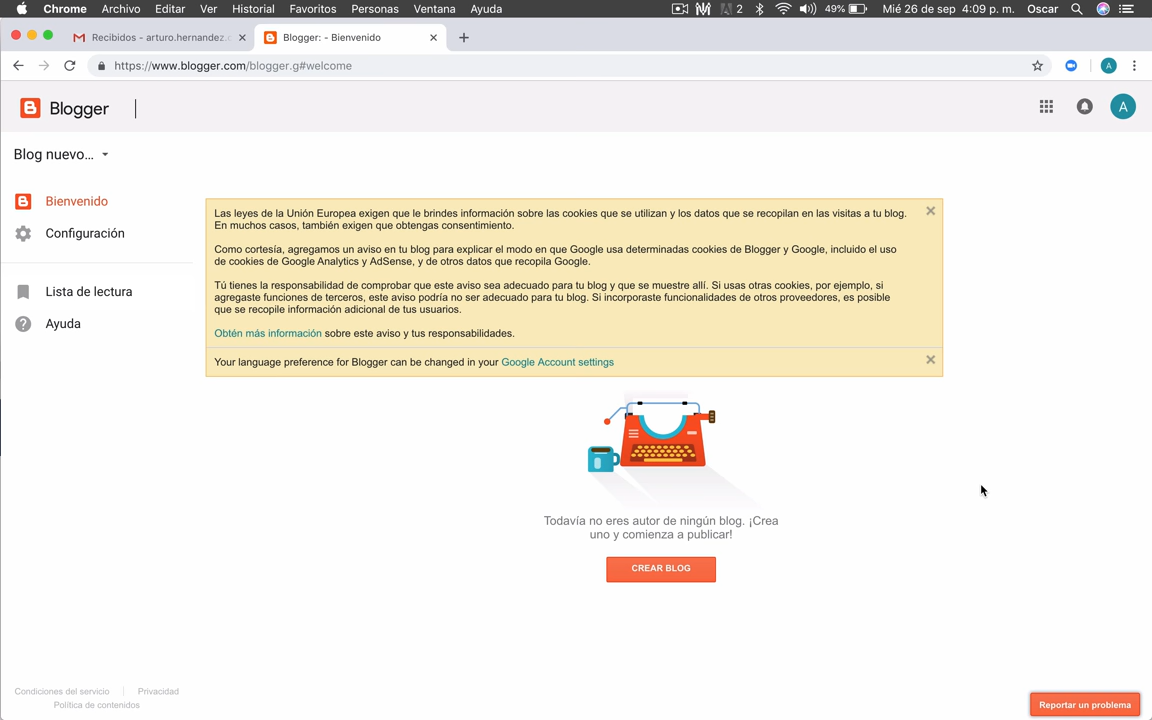 Chrome Archivo Editar Ver Historial Favoritos Personas Ventana Ayuda 2 49% Mié 26 de sep 4:09 p. m. Oscar
Recibidos - arturo.hernandez. Blogger: - Bienvenido
https://www.blogger.com/blogger.g#welcome A
Blogger A
Blog nuevo...
Bienvenido
Configuración
Lista de lectura
Ayuda
Las leyes de la Unión Europea exigen que le brindes información sobre las cookies que se utilizan y los datos que se recopilan en las visitas a tu blog.
En muchos casos, también exigen que obtengas consentimiento.
Como cortesía, agregamos un aviso en tu blog para explicar el modo en que Google usa determinadas cookies de Blogger y Google, incluido el uso
de cookies de Google Analytics y AdSense, y de otros datos que recopila Google.
Tú tienes la responsabilidad de comprobar que este aviso sea adecuado para tu blog y que se muestre allí. Si usas otras cookies, por ejemplo, si
agregaste funciones de terceros, este aviso podría no ser adecuado para tu blog. Si incorporaste funcionalidades de otros proveedores, es posible
que se recopile información adicional de tus usuarios.
Obtén más información sobre este aviso y tus responsabilidades.
Your language preference for Blogger can be changed in your Google Account settings
Todavía no eres autor de ningún blog. ¡Crea
uno y comienza a publicar!
CREAR BLOG
Condiciones del servicio Privacidad
Política de contenidos
Reportar un problema